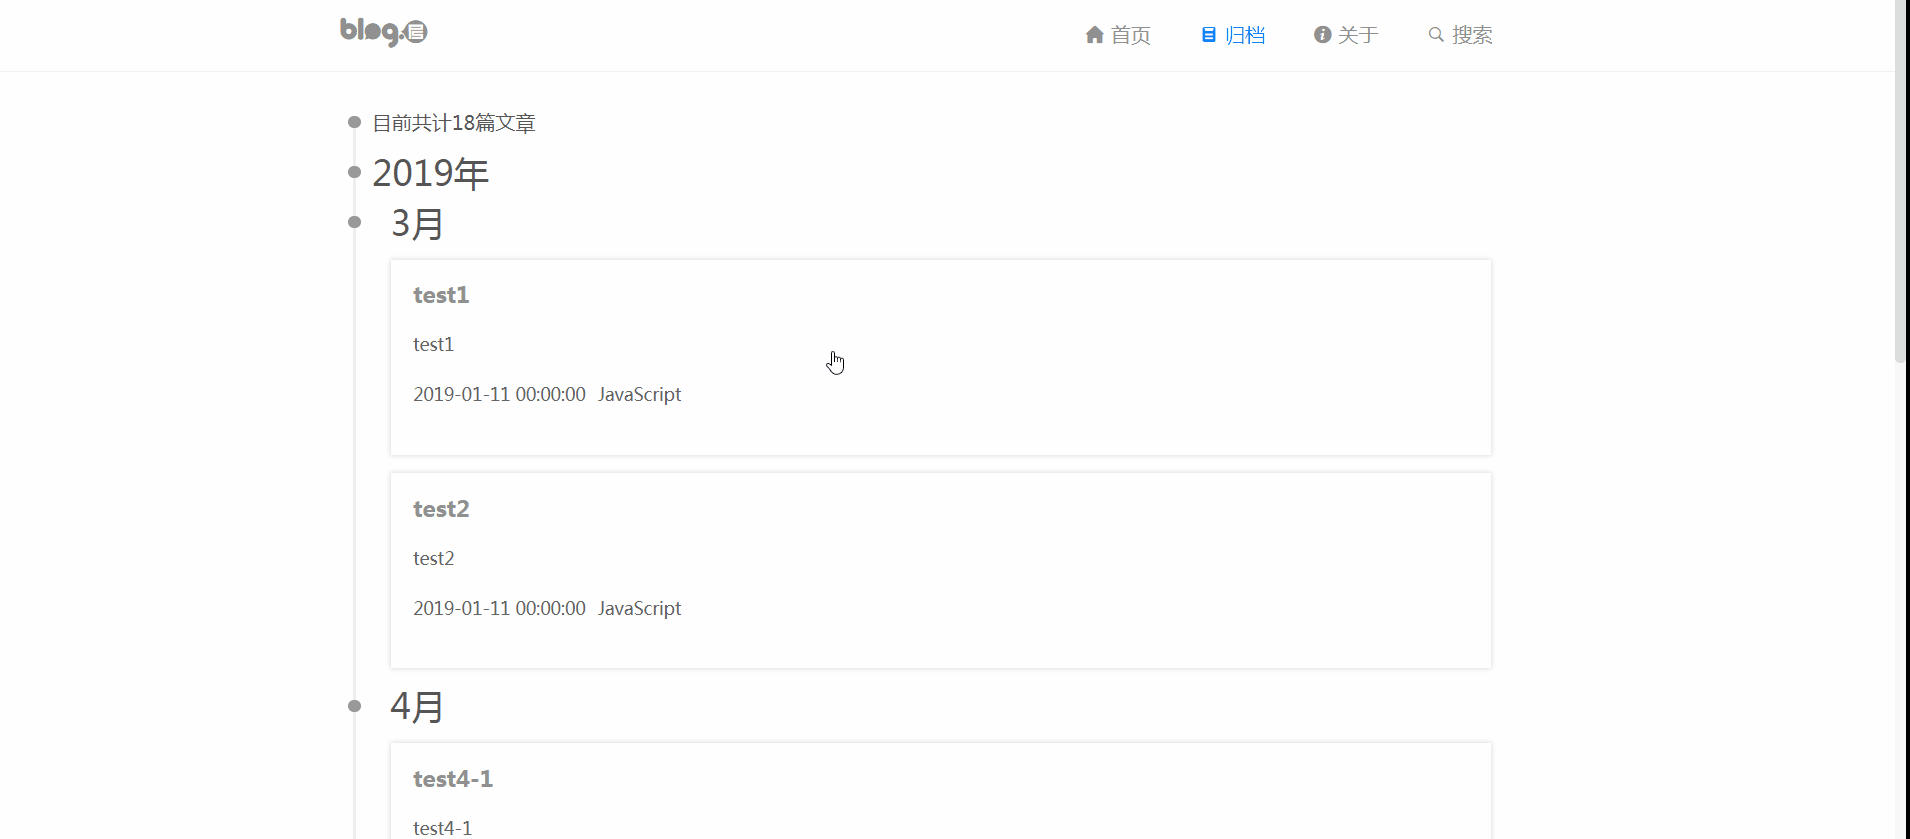 blog.
首页 归档 关于 搜索
目前共计18篇文章
2019年
3月
test1
test1
2019-01-11 00:00:00 JavaScript
test2
test2
2019-01-11 00:00:00 JavaScript
4月
test4-1
test4-1